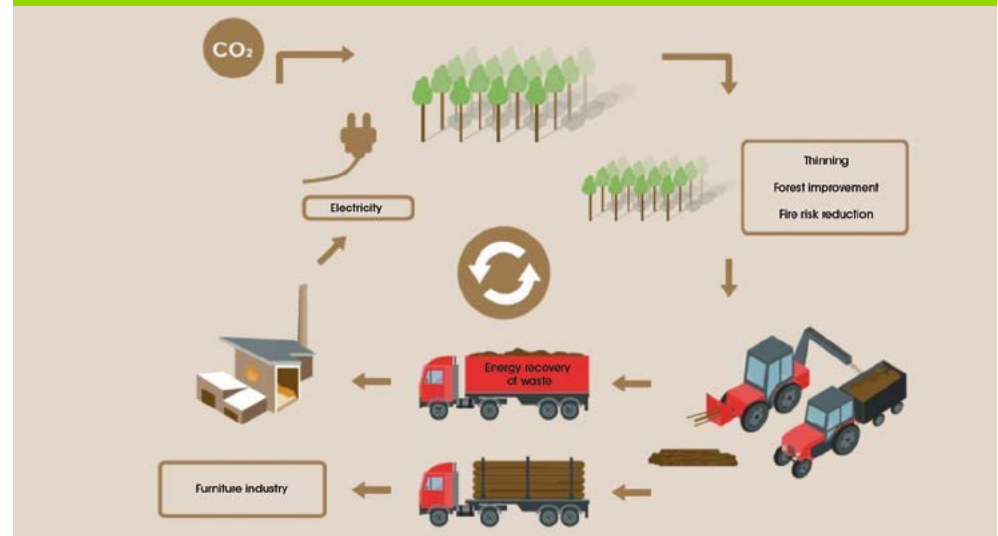 CO₂
Thinning
Forest improvement
Fire risk reduction
Electricity
Energy recovery
of waste
Furniture industry